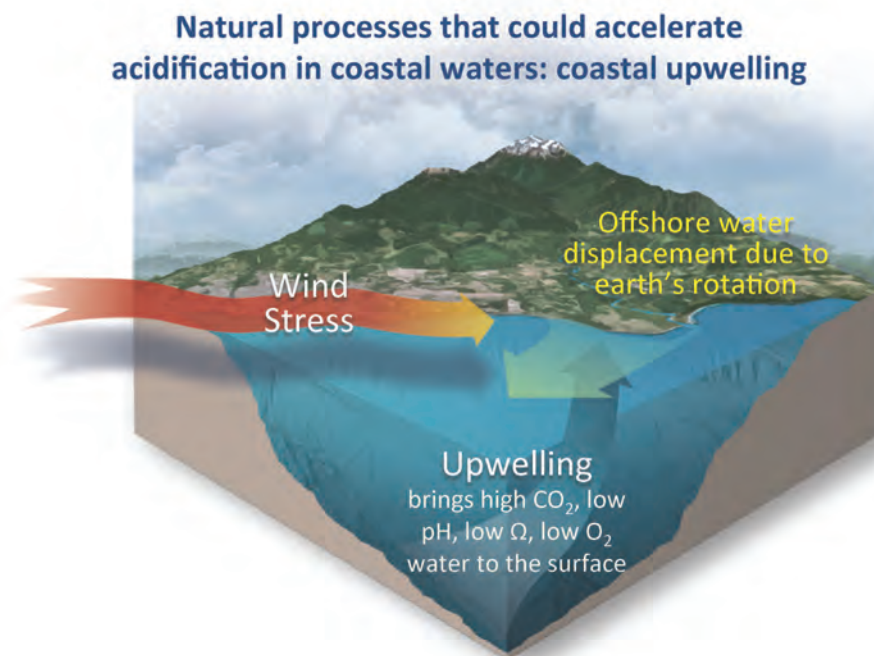 Natural processes that could accelerate
acidification in coastal waters: coastal upwelling
Offshore water
displacement due to
earth's rotation
Wind
Stress
Upwelling
brings high CO₂, low
pH, low Ω, low O₂
water to the surface